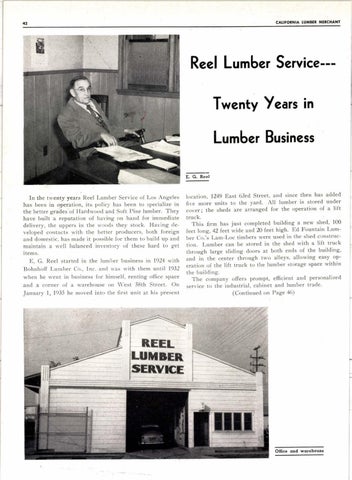 42
CALIFORNIA LUMBER MERCHANT
Reel Lumber Service---
Twenty Years in
Lumber Business
E. G. Reel
In the twenty years Reel Lumber Service of Los Angeles
has been in operation, its policy has been to specialize in
the better grades of Hardwood and Soft Pine lumber. They
have built a reputation of having on hand for immediate
delivery, the uppers in the woods they stock. Having de-
veloped contacts with the better producers, both foreign
and domestic, has made it possible for them to build up and
maintain a well balanced inventory of these hard to get
items.
E. G. Reel started in the lumber business in 1924 with
Bohnhoff Lumber Co., Inc. and was with them until 1932
when he went in business for himself, renting office space
and a corner of a warehouse on West 58th Street. On
January 1, 1935 he moved into the first unit at his present
location, 1249 East 63rd Street, and since then has added
five more units to the yard. All lumber is stored under
cover; the sheds are arranged for the operation of a lift
truck.
This firm has just completed building a new shed, 100
feet long, 42 feet wide and 20 feet high. Ed Fountain Lum-
ber Co.'s Lam-Loc timbers were used in the shed construc-
tion. Lumber can be stored in the shed with a lift truck
through large sliding doors at both ends of the building,
and in the center through two alleys, allowing easy op-
eration of the lift truck to the lumber storage space within
the building.
The company offers prompt, efficient and personalized
service to the industrial, cabinet and lumber trade.
(Continued on Page 46)
REEL
LUMBER
SERVICE
Office and warehouse